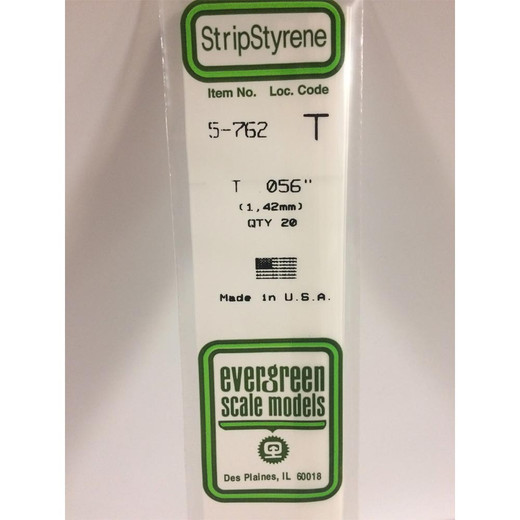 StripStyrene
Item No. Loc. Code
5-762 T
T 056"
(1,42mm)
QTY 20
Made in U.S.A.
evergreen
scale models
Des Plaines, IL 60018